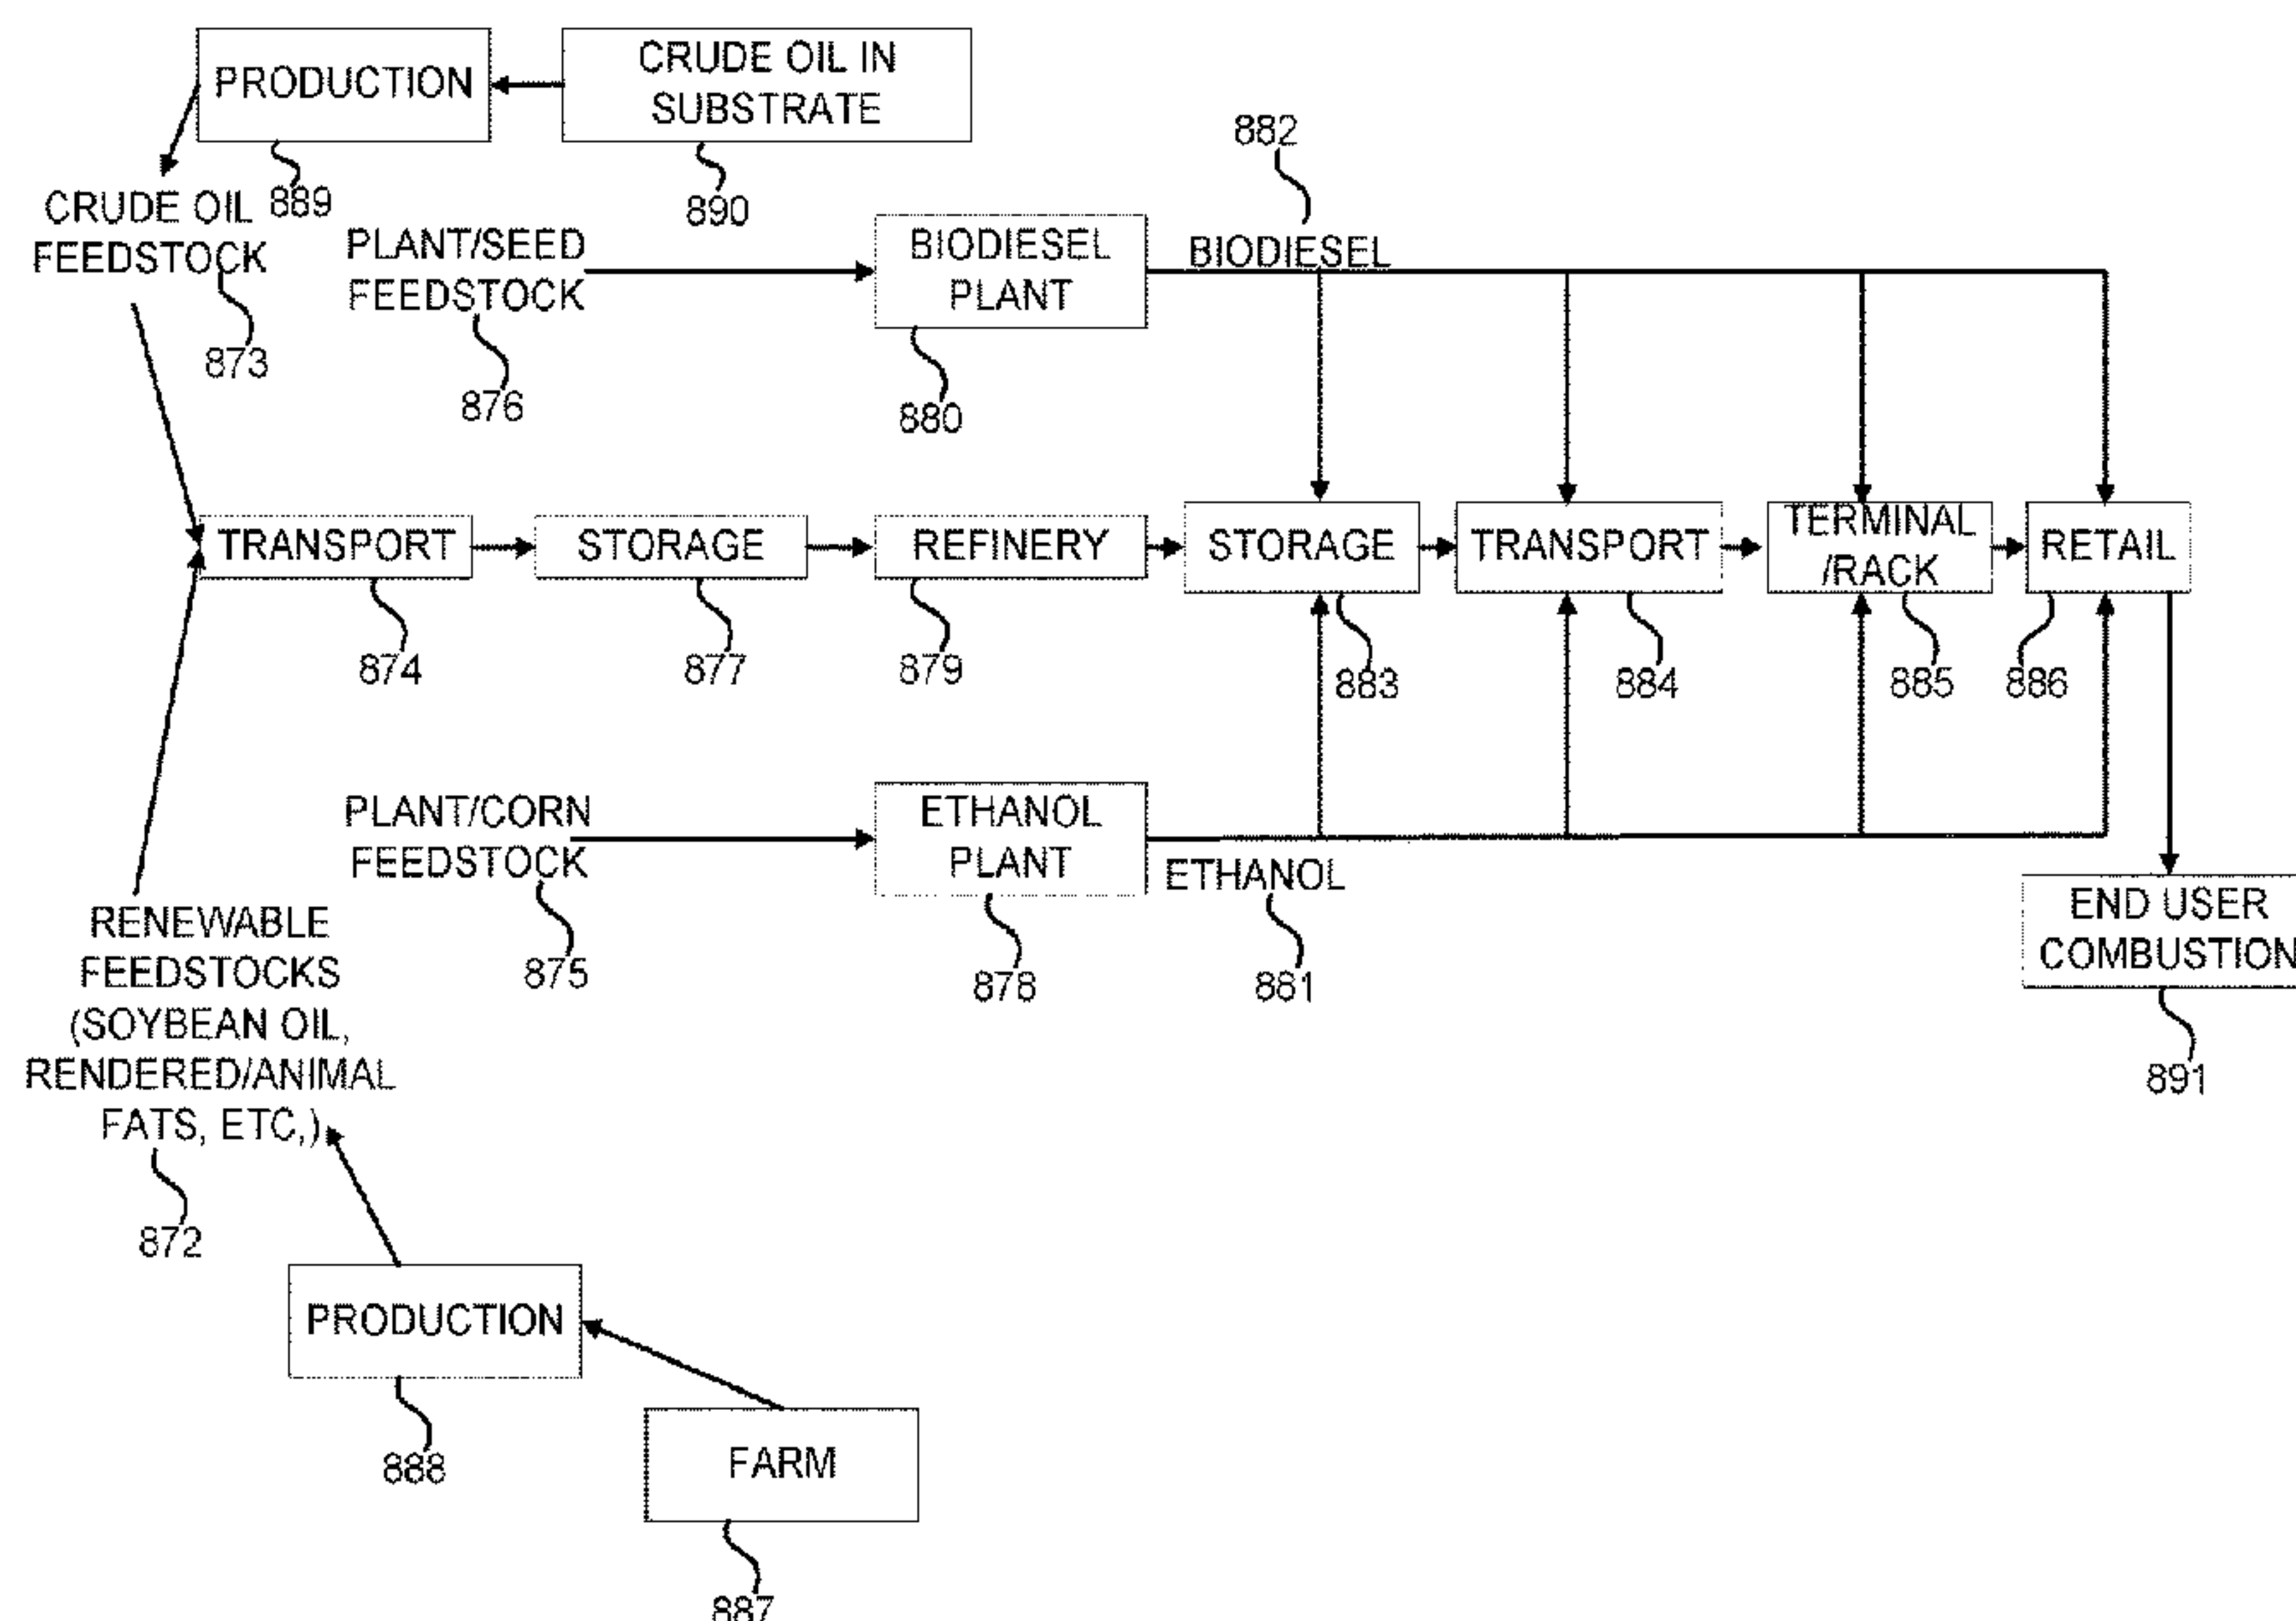 PRODUCTION
CRUDE OIL IN
SUBSTRATE
889
890
882
CRUDE OIL
FEEDSTOCK
873
PLANT/SEED
FEEDSTOCK
876
BIODIESEL
PLANT
880
BIODIESEL
TRANSPORT
STORAGE
REFINERY
STORAGE
TRANSPORT
TERMINAL
/RACK
RETAIL
874
877
879
883
884
885
886
PLANT/CORN
FEEDSTOCK
875
ETHANOL
PLANT
878
ETHANOL
881
END USER
COMBUSTION
891
RENEWABLE
FEEDSTOCKS
(SOYBEAN OIL,
RENDERED/ANIMAL
FATS, ETC,)
872
PRODUCTION
888
FARM
887